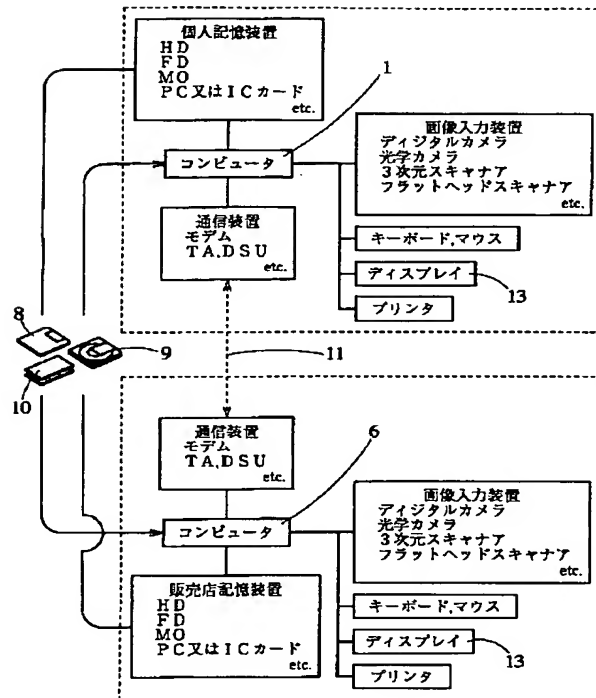 個人記憶装置
HD
FD
MO
PC又はICカード
etc.
1
コンピュータ
画像入力装置
ディジタルカメラ
光学カメラ
3次元スキャナア
フラットヘッドスキャナア
etc.
通信装置
モデム
TA,DSU
etc.
キーボード,マウス
ディスプレイ
13
プリンタ
8
9
10
11
通信装置
モデム
TA,DSU
etc.
6
コンピュータ
画像入力装置
ディジタルカメラ
光学カメラ
3次元スキャナア
フラットヘッドスキャナア
etc.
販売店記憶装置
HD
FD
MO
PC又はICカード
etc.
キーボード,マウス
ディスプレイ
13
プリンタ